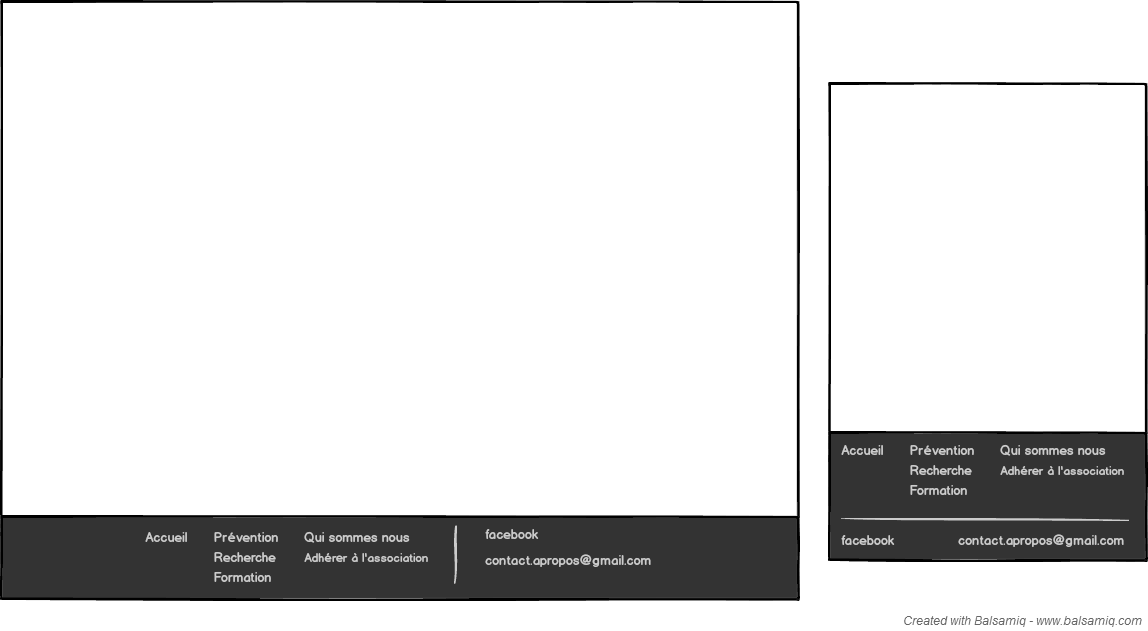 Accueil
Prévention
Recherche
Formation
Qui sommes nous
Adhérer à l'association
facebook
contact.apropos@gmail.com
Accueil
Prévention
Recherche
Formation
Qui sommes nous
Adhérer à l'association
facebook
contact.apropos@gmail.com
Created with Balsamiq - www.balsamiq.com